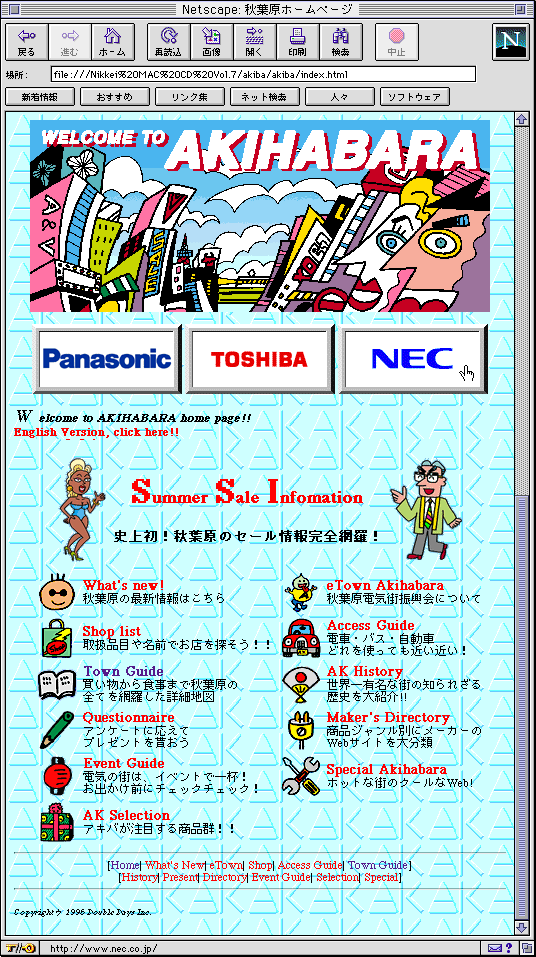 Netscape: 秋葉原ホームページ
戻る 進む ホーム 再読込 画像 開く 印刷 検索 中止
N
場所: file:///Nikkei%20MAC%20CD%20Vol.7/akiba/akiba/index.html
新着情報 おすすめ リンク集 ネット検索 人々 ソフトウェア
WELCOME TO AKIHABARA
A&V
Panasonic TOSHIBA NEC
Welcome to AKIHABARA home page!!
English Version, click here!!
Summer Sale Infomation
史上初!秋葉原のセール情報完全網羅!
What's new!
秋葉原の最新情報はこちら
eTown Akihabara
秋葉原電気街振興会について
Shop list
取扱品目や名前でお店を探そう!!
Access Guide
電車・バス・自動車
どれを使っても近い近い!
Town Guide
買い物から食事まで秋葉原の
全てを網羅した詳細地図
AK History
世界一有名な街の知られざる
歴史を大紹介!!
Questionnaire
アンケートに応えて
プレゼントを貰おう
Maker's Directory
商品ジャンル別にメーカーの
Webサイトを大分類
Event Guide
電気の街は、イベントで一杯!
お出かけ前にチェックチェック!
Special Akihabara
ホットな街のクールなWeb!
AK Selection
アキバが注目する商品群!!
[Home| What's New| eTown| Shop| Access Guide| Town Guide]
[History| Present| Directory| Event Guide| Selection| Special]
1996 Double Days Inc.
http://www.nec.co.jp/